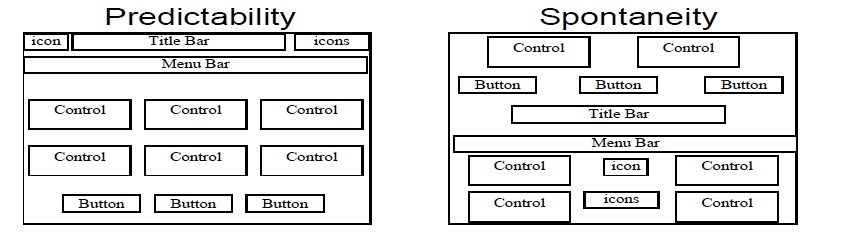 Predictability
icon Title Bar icons
Menu Bar
Control Control Control
Control Control Control
Button Button Button
Spontaneity
Control Control
Button Button Button
Title Bar
Menu Bar
Control icon Control
Control icons Control